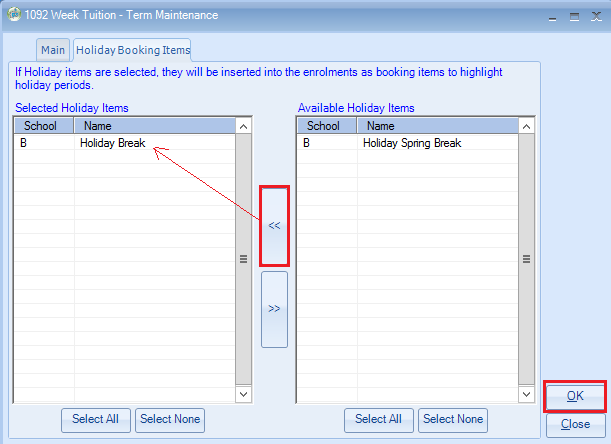 1092 Week Tuition - Term Maintenance
Main
Holiday Booking Items
If Holiday items are selected, they will be inserted into the enrolments as booking items to highlight
holiday periods.
Selected Holiday Items
School Name
B Holiday Break
<<
>>
Available Holiday Items
School Name
B Holiday Spring Break
Select All
Select None
Select All
Select None
OK
Close